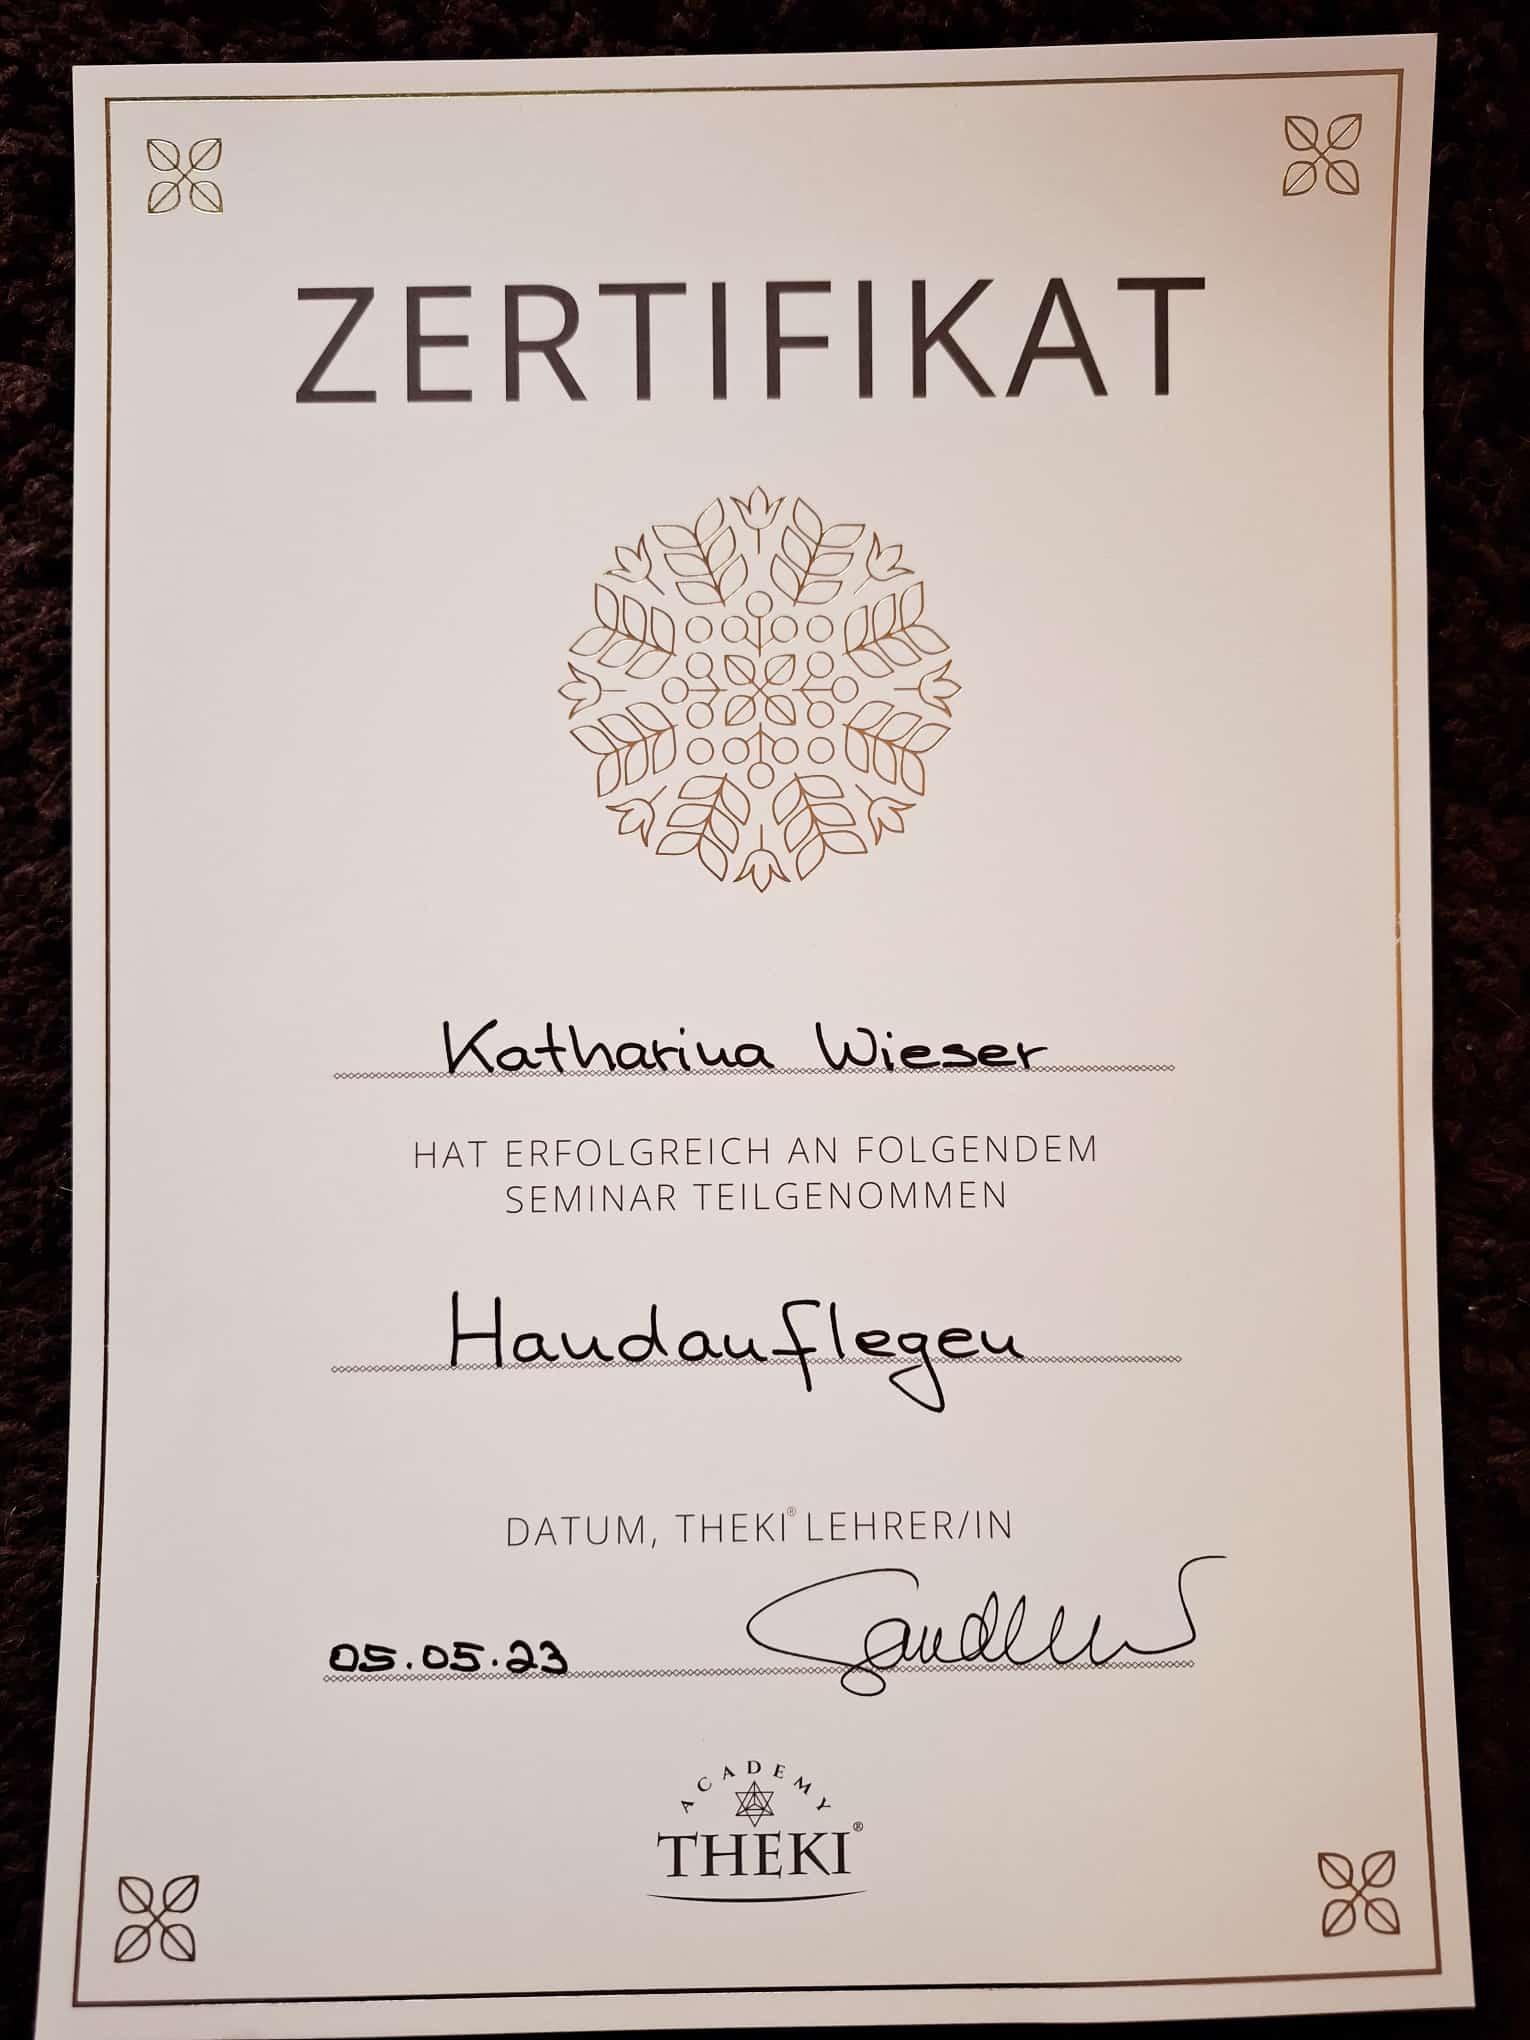 ZERTIFIKAT
Katharina Wieser
HAT ERFOLGREICH AN FOLGENDEM
SEMINAR TEILGENOMMEN
Handauflegen
DATUM, THEKI® LEHRER/IN
05.05.23
ACADEMY
THEKI®